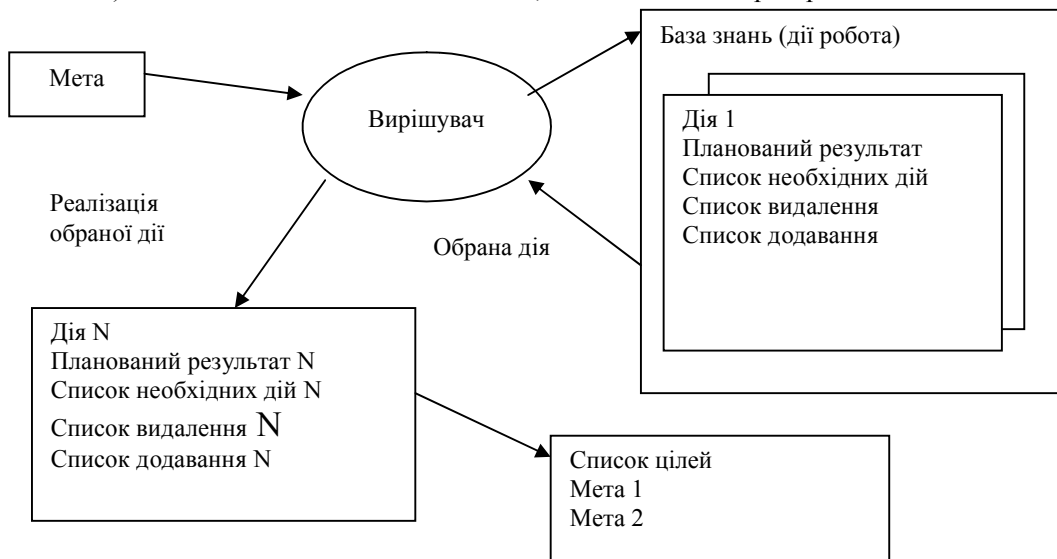 База знань (дії робота)
Мета
Вирішувач
Дія 1
Планований результат
Список необхідних дій
Список видалення
Список додавання
Реалізація
обраної дії
Обрана дія
Дія N
Планований результат N
Список необхідних дій N
Список видалення N
Список додавання N
Список цілей
Мета 1
Мета 2